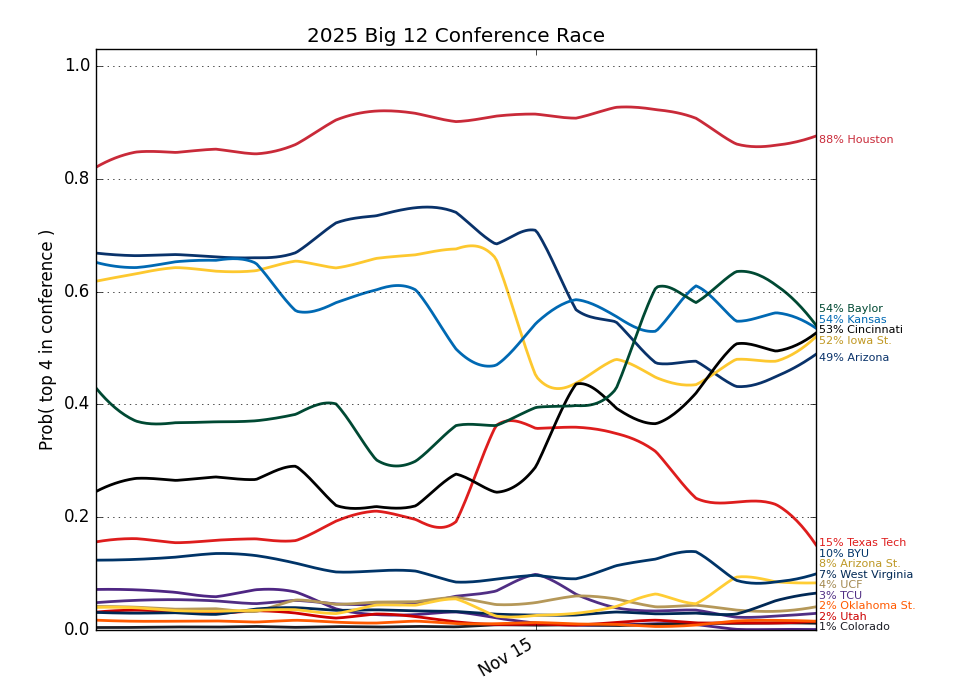 2025 Big 12 Conference Race
1.0
0.8
0.6
0.4
0.2
0.0
Prob( top 4 in conference )
Nov 15
88% Houston
54% Baylor
54% Kansas
53% Cincinnati
52% Iowa St.
49% Arizona
15% Texas Tech
10% BYU
8% Arizona St.
7% West Virginia
4% UCF
3% TCU
2% Oklahoma St.
2% Utah
1% Colorado